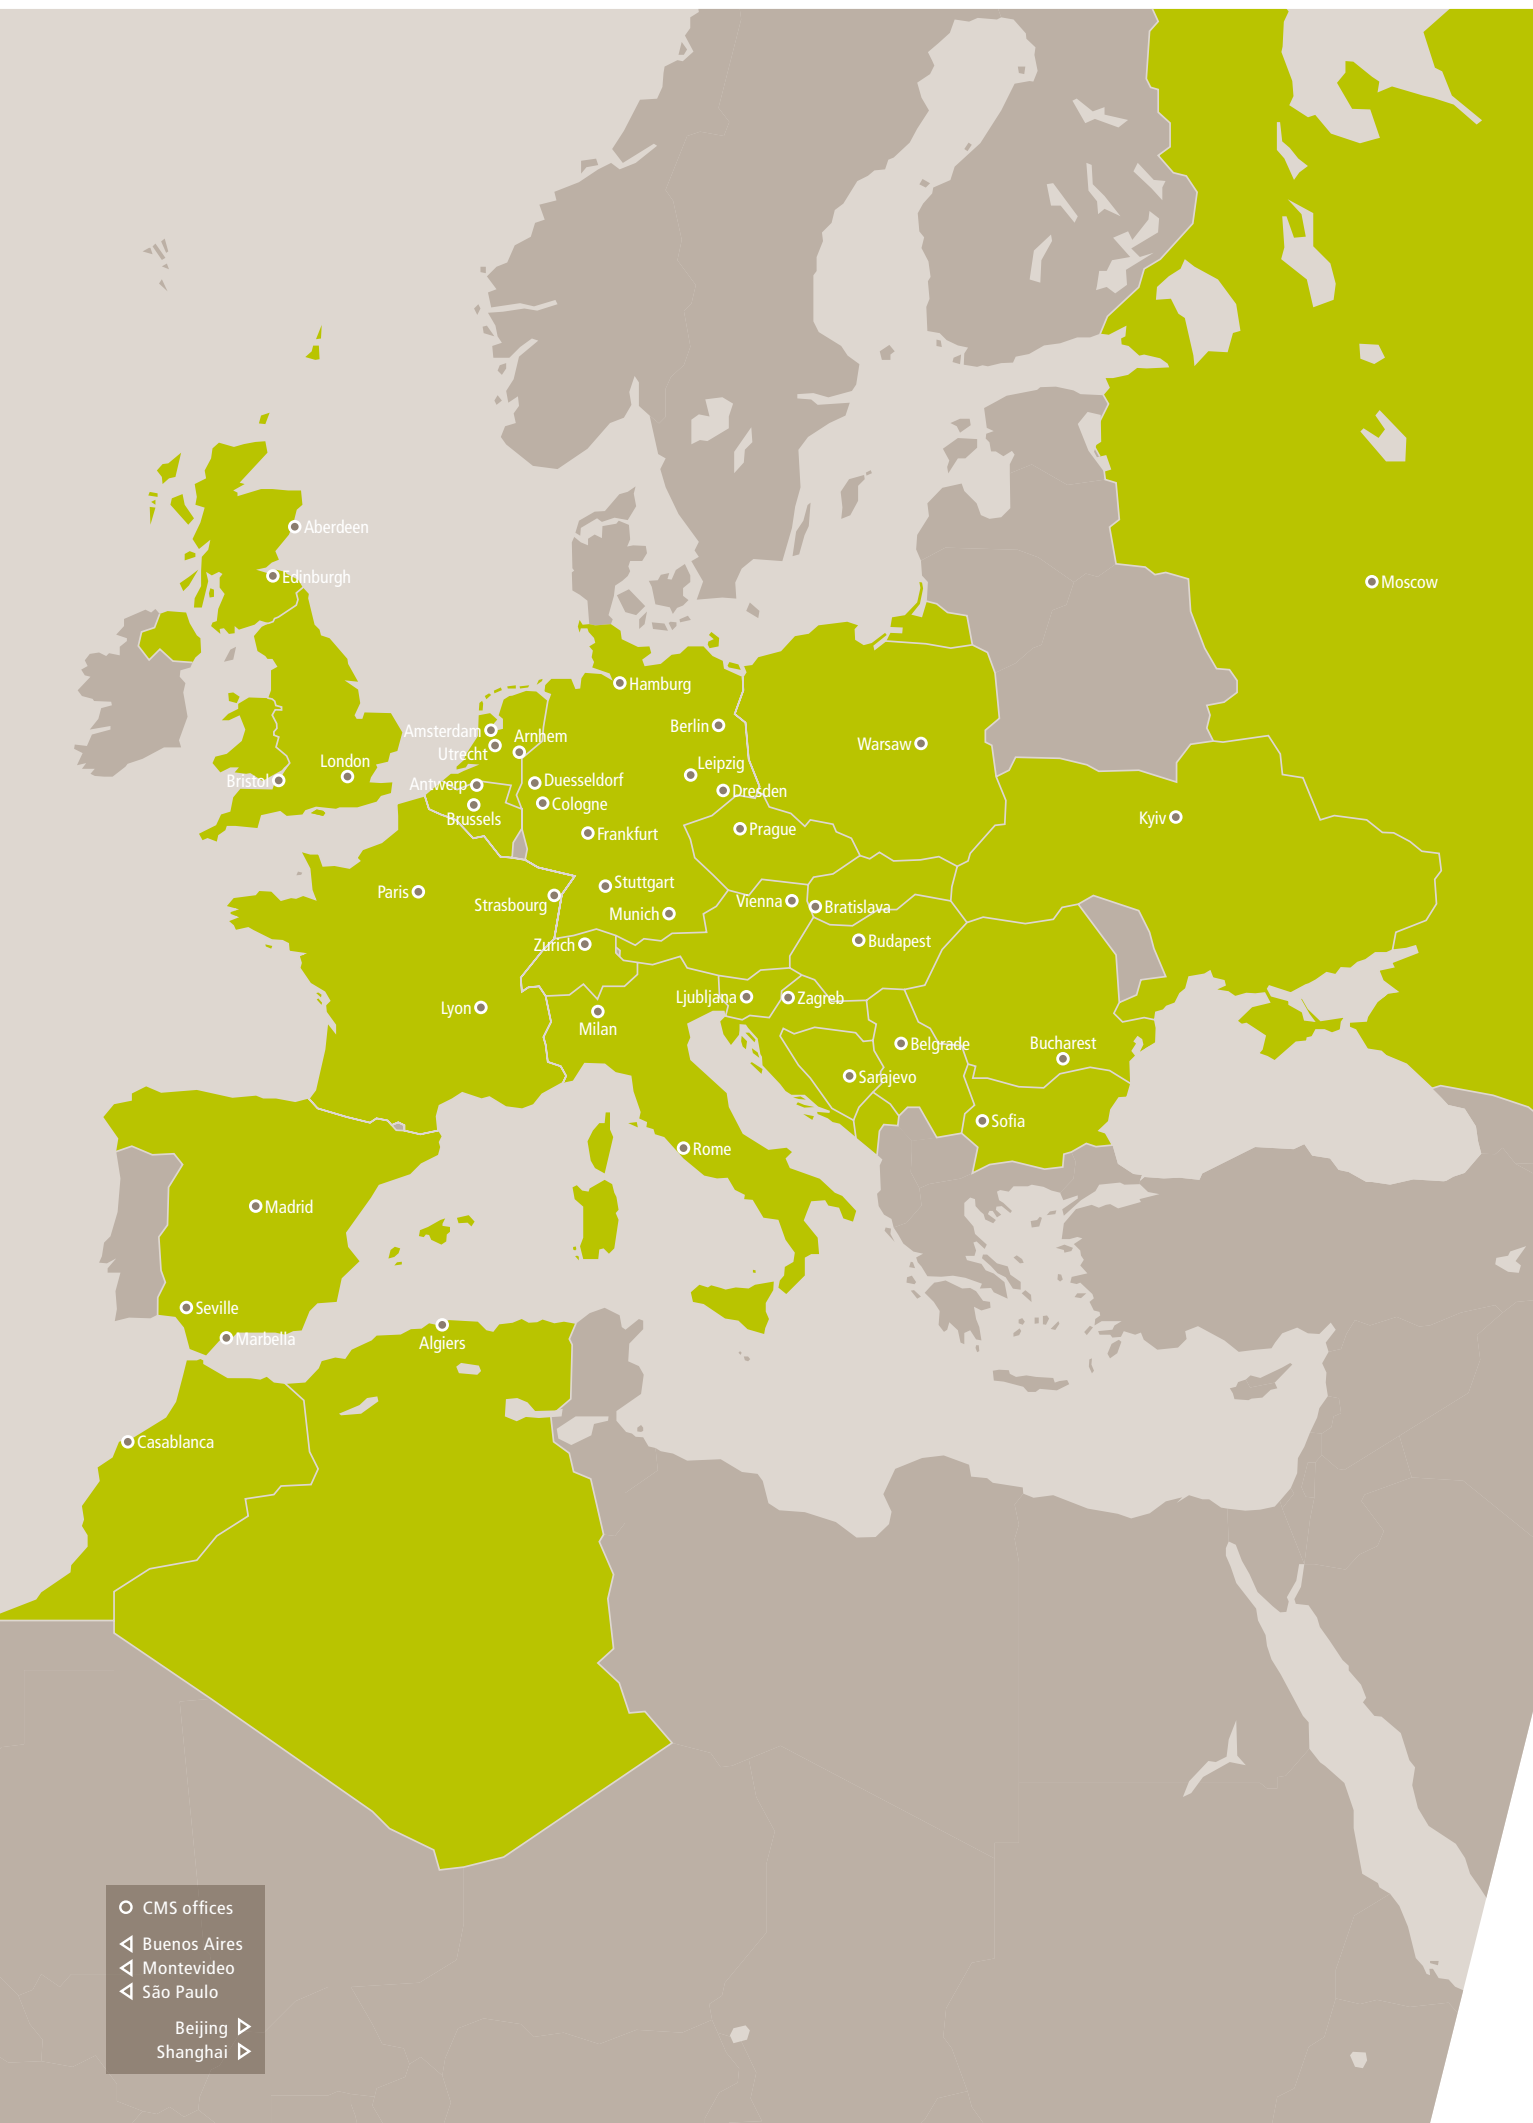 Aberdeen
Edinburgh
Moscow
Hamburg
Berlin
Amsterdam
Arnhem
Utrecht
Warsaw
London
Leipzig
Bristol
Antwerp
Duesseldorf
Dresden
Cologne
Brussels
Kyiv
Frankfurt
Prague
Stuttgart
Paris
Strasbourg
Vienna
Bratislava
Munich
Zurich
Budapest
Ljubljana
Zagreb
Lyon
Milan
Belgrade
Bucharest
Sarajevo
Sofia
Rome
Madrid
Seville
Marbella
Algiers
Casablanca
CMS offices
Buenos Aires
Montevideo
São Paulo
Beijing
Shanghai